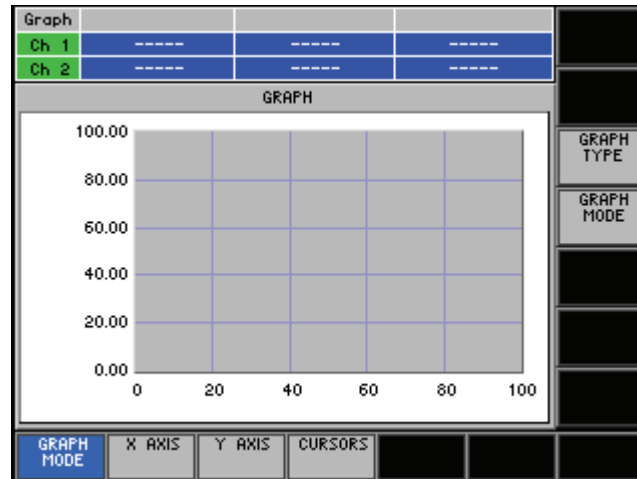 Graph
Ch 1 ----- ----- -----
Ch 2 ----- ----- -----
GRAPH
100.00
80.00
60.00
40.00
20.00
0.00
0 20 40 60 80 100
GRAPH
TYPE
GRAPH
MODE
GRAPH
MODE
X AXIS
Y AXIS
CURSORS